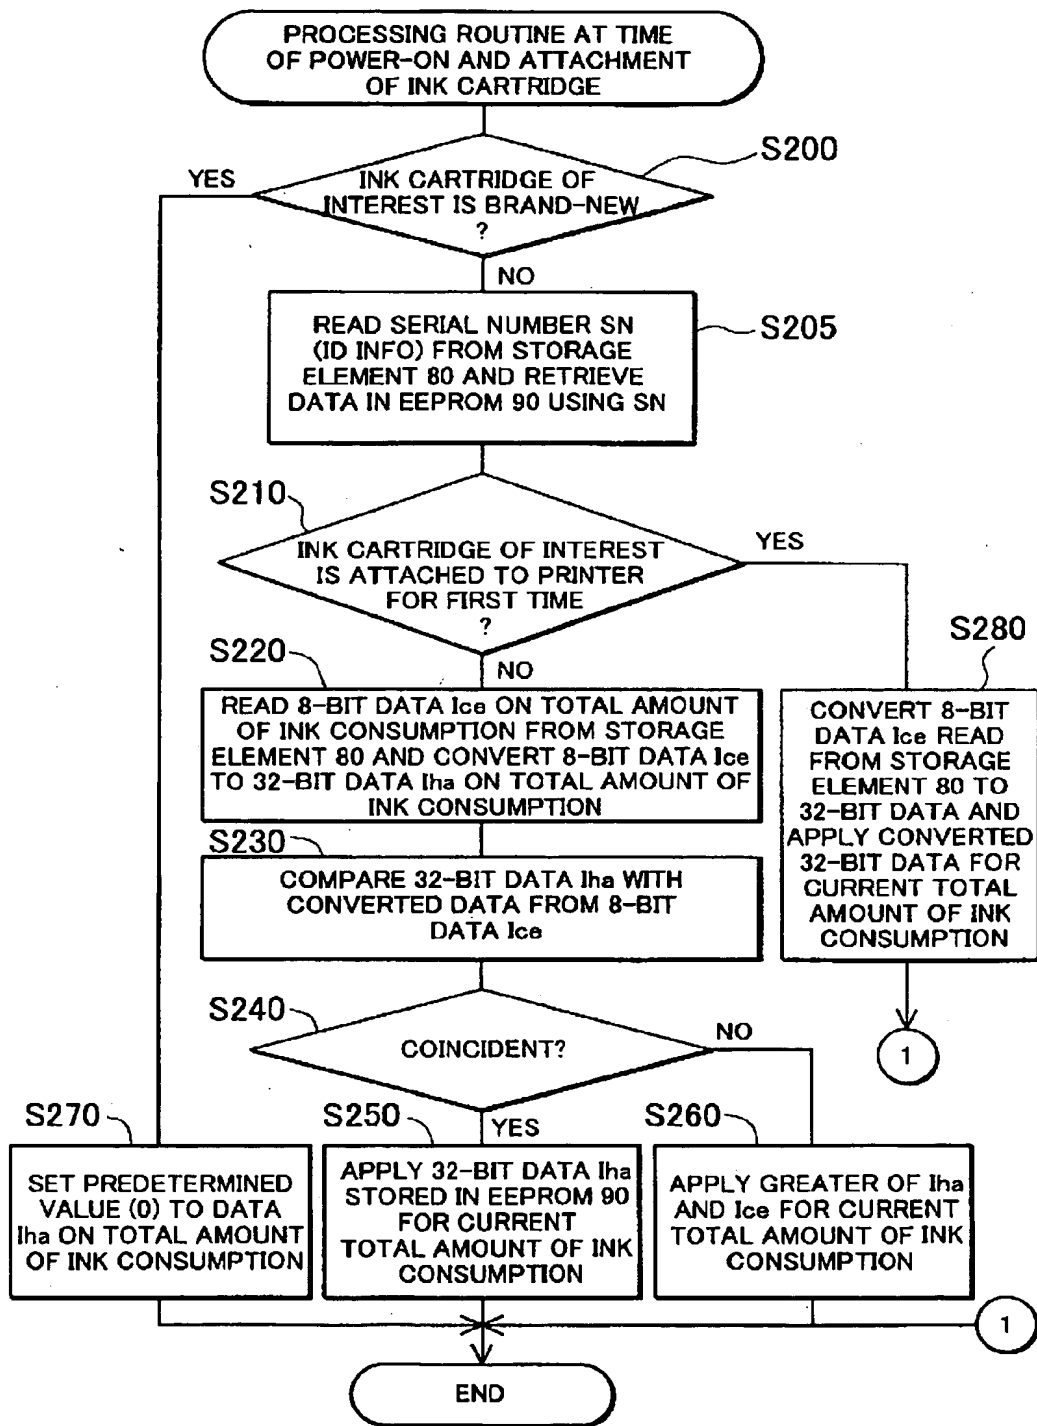 PROCESSING ROUTINE AT TIME
OF POWER-ON AND ATTACHMENT
OF INK CARTRIDGE
S200
YES
INK CARTRIDGE OF
INTEREST IS BRAND-NEW
?
NO
S205
READ SERIAL NUMBER SN
(ID INFO) FROM STORAGE
ELEMENT 80 AND RETRIEVE
DATA IN EEPROM 90 USING SN
S210
YES
INK CARTRIDGE OF INTEREST
IS ATTACHED TO PRINTER
FOR FIRST TIME
?
NO
S220
READ 8-BIT DATA Ice ON TOTAL AMOUNT
OF INK CONSUMPTION FROM STORAGE
ELEMENT 80 AND CONVERT 8-BIT DATA Ice
TO 32-BIT DATA Iha ON TOTAL AMOUNT OF
INK CONSUMPTION
S280
CONVERT 8-BIT
DATA Ice READ
FROM STORAGE
ELEMENT 80 TO
32-BIT DATA AND
APPLY CONVERTED
32-BIT DATA FOR
CURRENT TOTAL
AMOUNT OF INK
CONSUMPTION
1
S230
COMPARE 32-BIT DATA Iha WITH
CONVERTED DATA FROM 8-BIT
DATA Ice
S240
NO
COINCIDENT?
YES
S270
SET PREDETERMINED
VALUE (0) TO DATA
Iha ON TOTAL AMOUNT
OF INK CONSUMPTION
S250
APPLY 32-BIT DATA Iha
STORED IN EEPROM 90
FOR CURRENT
TOTAL AMOUNT OF INK
CONSUMPTION
S260
APPLY GREATER OF Iha
AND Ice FOR CURRENT
TOTAL AMOUNT OF INK
CONSUMPTION
1
END